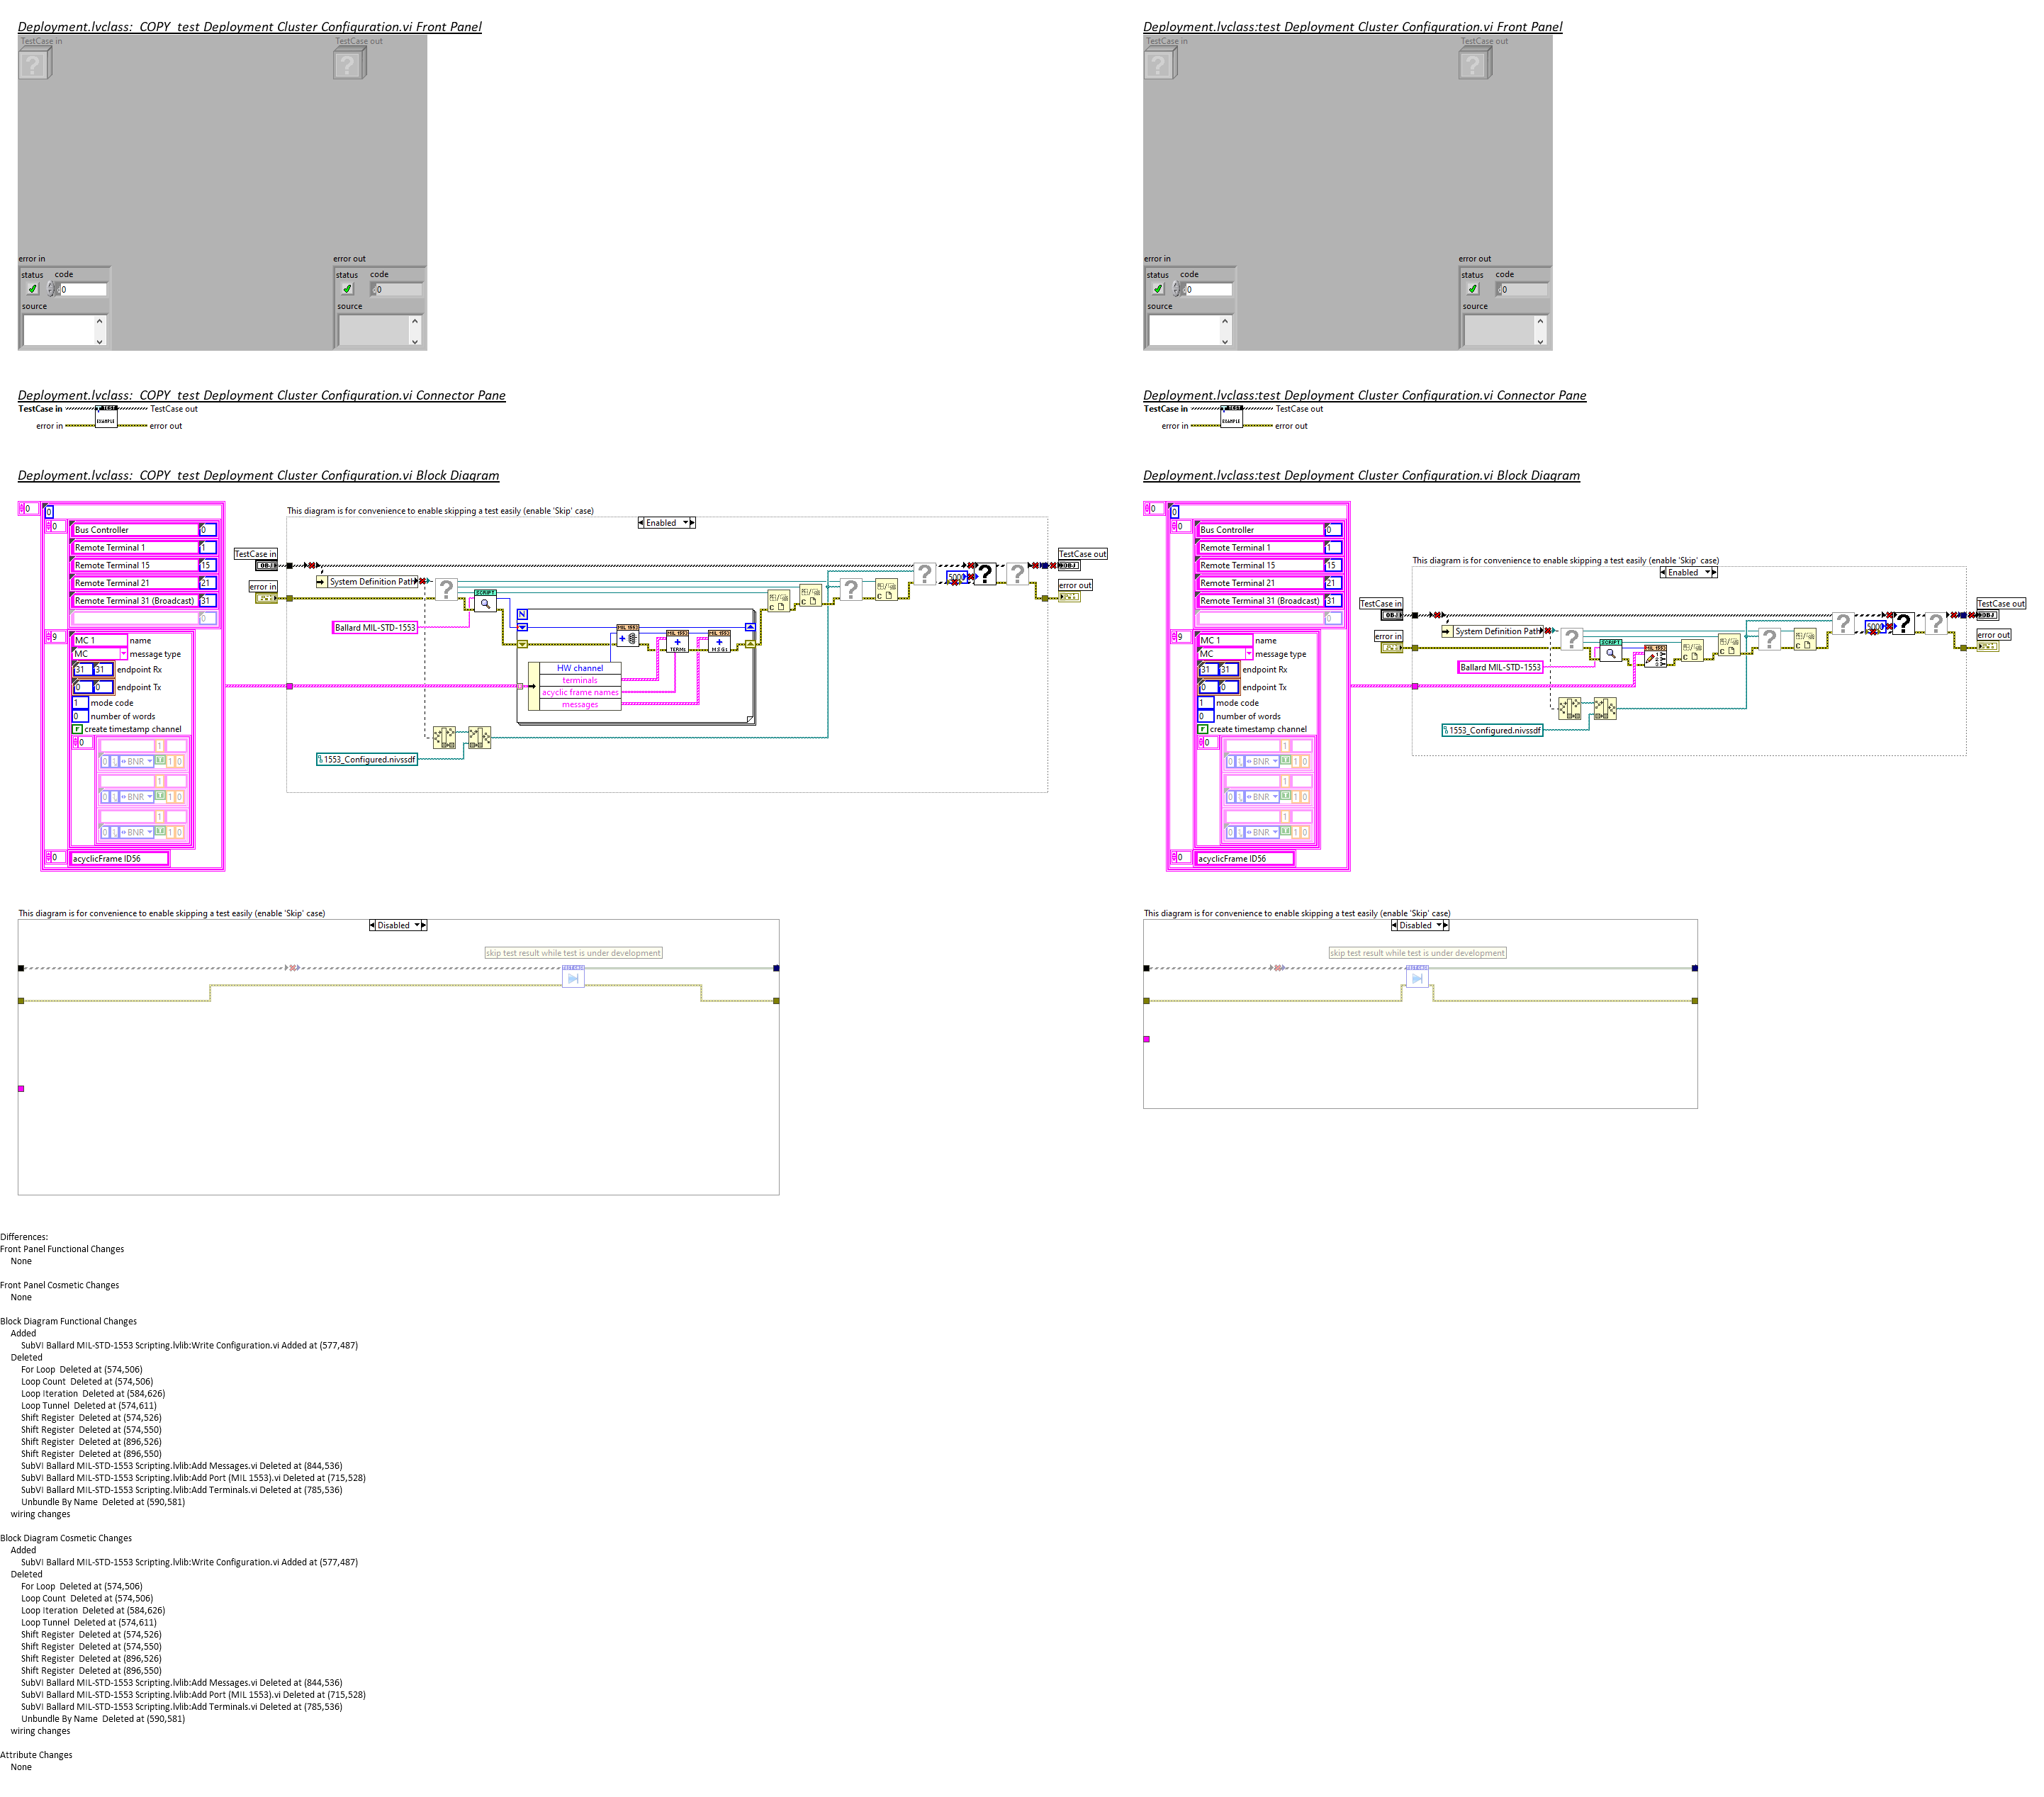 Deployment.lvclass:  COPY  test Deployment Cluster Configuration.vi Front Panel
TestCase in
TestCase out
error in
error out
status code
status code
0
0
source
source
Deployment.lvclass:test Deployment Cluster Configuration.vi Front Panel
TestCase in
TestCase out
error in
error out
status code
status code
0
0
source
source
Deployment.lvclass:  COPY  test Deployment Cluster Configuration.vi Connector Pane
TestCase in
TestCase out
TEST
EXAMPLE
error in
error out
Deployment.lvclass:test Deployment Cluster Configuration.vi Connector Pane
TestCase in
TestCase out
TEST
EXAMPLE
error in
error out
Deployment.lvclass:  COPY  test Deployment Cluster Configuration.vi Block Diagram
0
0
0
Bus Controller 0
Remote Terminal 1 1
Remote Terminal 15 15
Remote Terminal 21 21
Remote Terminal 31 (Broadcast) 31
0
9
MC 1 name
MC message type
31 31 endpoint Rx
0 0 endpoint Tx
1 mode code
0 number of words
F create timestamp channel
0
1
0 BNR 1 0
1
0 BNR 1 0
1
0 BNR 1 0
0
acyclicFrame ID56
This diagram is for convenience to enable skipping a test easily (enable 'Skip' case)
Enabled
TestCase in
OBJ
error in
System Definition Path
SCRIPT
Ballard MIL-STD-1553
N
MIL 1553
MIL 1553
TERMS
MIL 1553
MSGs
HW channel
terminals
acyclic frame names
messages
1553_Configured.nivssdf
5000
TestCase out
OBJ
error out
Deployment.lvclass:test Deployment Cluster Configuration.vi Block Diagram
0
0
0
Bus Controller 0
Remote Terminal 1 1
Remote Terminal 15 15
Remote Terminal 21 21
Remote Terminal 31 (Broadcast) 31
0
9
MC 1 name
MC message type
31 31 endpoint Rx
0 0 endpoint Tx
1 mode code
0 number of words
F create timestamp channel
0
1
0 BNR 1 0
1
0 BNR 1 0
1
0 BNR 1 0
0
acyclicFrame ID56
This diagram is for convenience to enable skipping a test easily (enable 'Skip' case)
Enabled
TestCase in
OBJ
error in
System Definition Path
SCRIPT
MIL 1553
Ballard MIL-STD-1553
1553_Configured.nivssdf
5000
TestCase out
OBJ
error out
This diagram is for convenience to enable skipping a test easily (enable 'Skip' case)
Disabled
skip test result while test is under development
This diagram is for convenience to enable skipping a test easily (enable 'Skip' case)
Disabled
skip test result while test is under development
Differences:
Front Panel Functional Changes
None
Front Panel Cosmetic Changes
None
Block Diagram Functional Changes
Added
SubVI Ballard MIL-STD-1553 Scripting.lvlib:Write Configuration.vi Added at (577,487)
Deleted
For Loop  Deleted at (574,506)
Loop Count  Deleted at (574,506)
Loop Iteration  Deleted at (584,626)
Loop Tunnel  Deleted at (574,611)
Shift Register  Deleted at (574,526)
Shift Register  Deleted at (574,550)
Shift Register  Deleted at (896,526)
Shift Register  Deleted at (896,550)
SubVI Ballard MIL-STD-1553 Scripting.lvlib:Add Messages.vi Deleted at (844,536)
SubVI Ballard MIL-STD-1553 Scripting.lvlib:Add Port (MIL 1553).vi Deleted at (715,528)
SubVI Ballard MIL-STD-1553 Scripting.lvlib:Add Terminals.vi Deleted at (785,536)
Unbundle By Name  Deleted at (590,581)
wiring changes
Block Diagram Cosmetic Changes
Added
SubVI Ballard MIL-STD-1553 Scripting.lvlib:Write Configuration.vi Added at (577,487)
Deleted
For Loop  Deleted at (574,506)
Loop Count  Deleted at (574,506)
Loop Iteration  Deleted at (584,626)
Loop Tunnel  Deleted at (574,611)
Shift Register  Deleted at (574,526)
Shift Register  Deleted at (574,550)
Shift Register  Deleted at (896,526)
Shift Register  Deleted at (896,550)
SubVI Ballard MIL-STD-1553 Scripting.lvlib:Add Messages.vi Deleted at (844,536)
SubVI Ballard MIL-STD-1553 Scripting.lvlib:Add Port (MIL 1553).vi Deleted at (715,528)
SubVI Ballard MIL-STD-1553 Scripting.lvlib:Add Terminals.vi Deleted at (785,536)
Unbundle By Name  Deleted at (590,581)
wiring changes
Attribute Changes
None